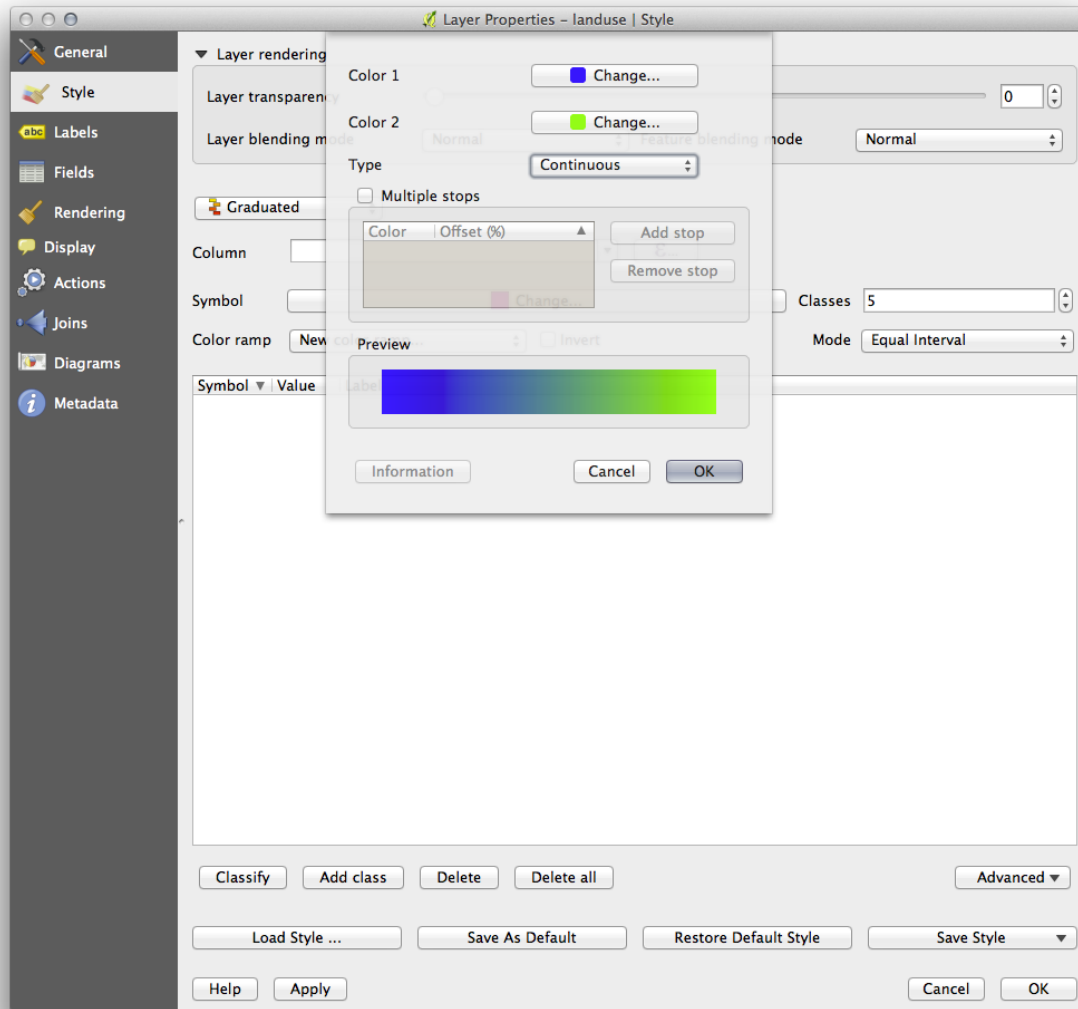 Layer Properties – landuse | Style
General
Style
abc Labels
Fields
Rendering
Display
Actions
Joins
Diagrams
Metadata
Layer rendering
Layer transparency
0
Layer blending mode Normal Feature blending mode Normal
Color 1 Change...
Color 2 Change...
Type Continuous
Multiple stops
Color Offset (%)
Add stop
Remove stop
Preview
Information Cancel OK
Graduated
Column
Symbol Change... Classes 5
Color ramp Invert Mode Equal Interval
Symbol Value
Classify Add class Delete Delete all Advanced
Load Style ... Save As Default Restore Default Style Save Style
Help Apply Cancel OK